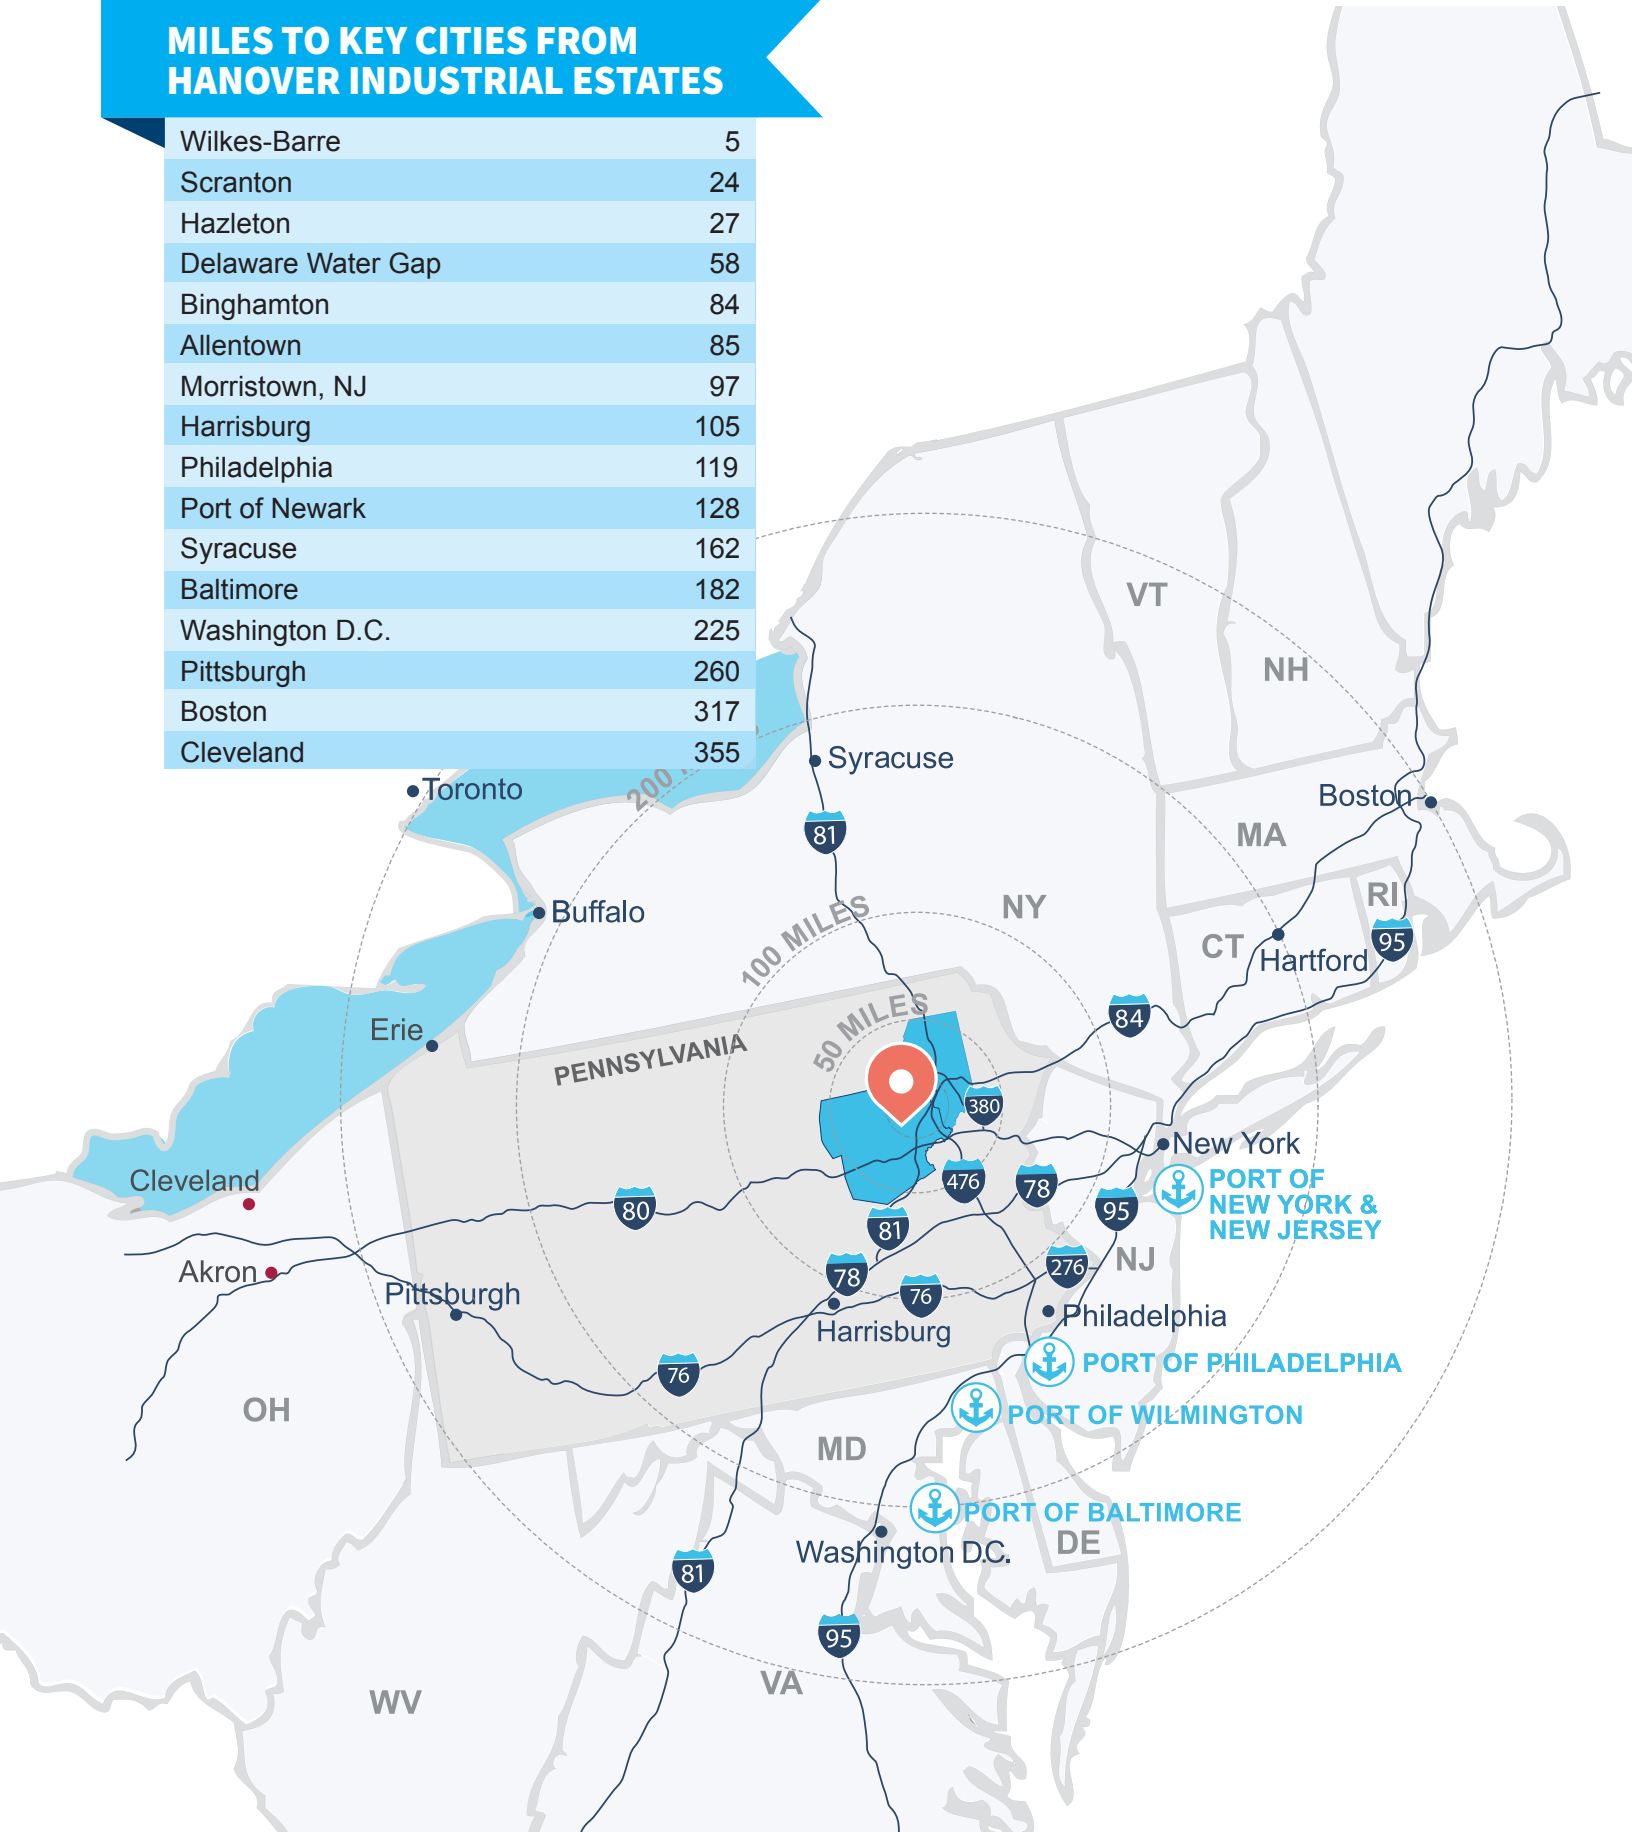 MILES TO KEY CITIES FROM
HANOVER INDUSTRIAL ESTATES
Wilkes-Barre 5
Scranton 24
Hazleton 27
Delaware Water Gap 58
Binghamton 84
Allentown 85
Morristown, NJ 97
Harrisburg 105
Philadelphia 119
Port of Newark 128
Syracuse 162
Baltimore 182
Washington D.C. 225
Pittsburgh 260
Boston 317
Cleveland 355
VT
NH
200
Syracuse
Toronto
Boston
81
MA
RI
NY
Buffalo
100 MILES
CT
95
Hartford
50 MILES
84
Erie
PENNSYLVANIA
380
New York
Cleveland
476
78
PORT OF
NEW YORK &
NEW JERSEY
80
95
81
NJ
Akron
78
276
Pittsburgh
76
Harrisburg
Philadelphia
76
PORT OF PHILADELPHIA
OH
PORT OF WILMINGTON
MD
PORT OF BALTIMORE
Washington D.C.
DE
81
95
VA
WV